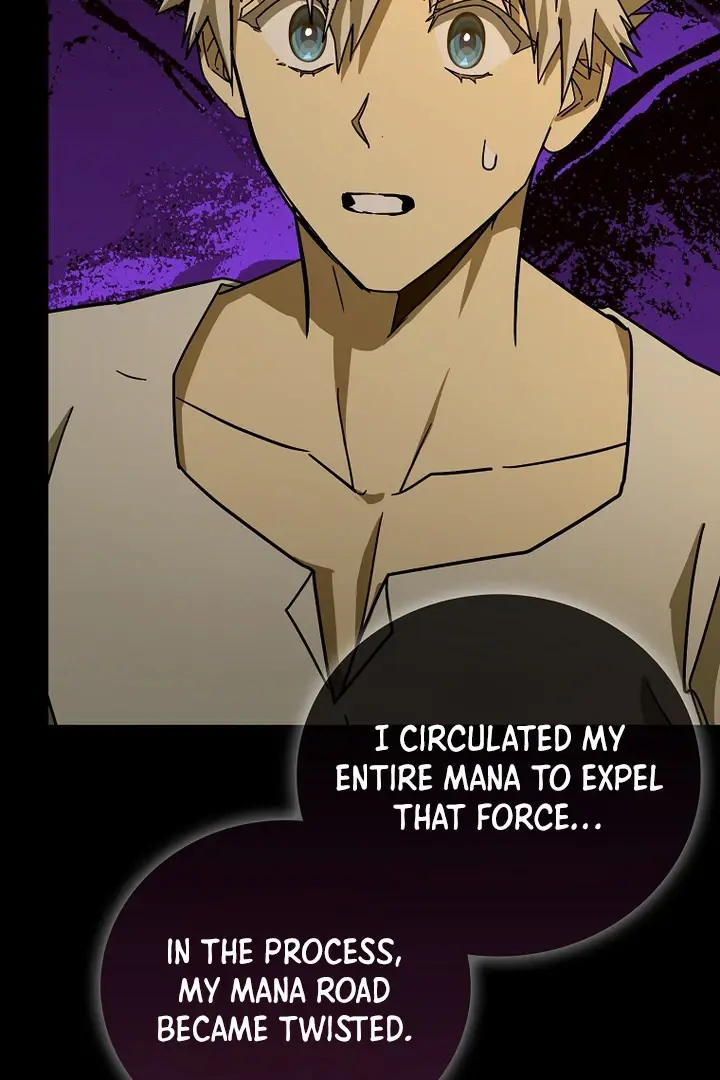 I CIRCULATED MY
ENTIRE MANA TO EXPEL
THAT FORCE...
IN THE PROCESS,
MY MANA ROAD
BECAME TWISTED.